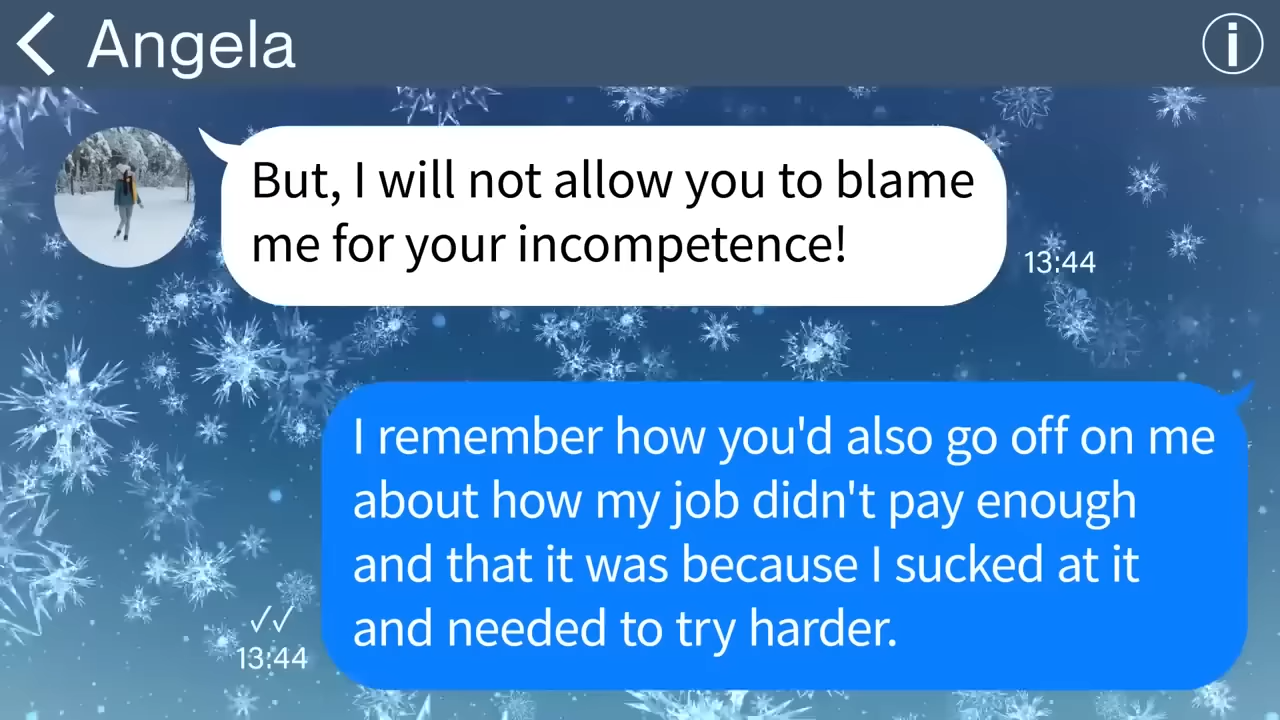 Angela
i
But, I will not allow you to blame
me for your incompetence!
13:44
I remember how you'd also go off on me
about how my job didn't pay enough
and that it was because I sucked at it
and needed to try harder.
13:44